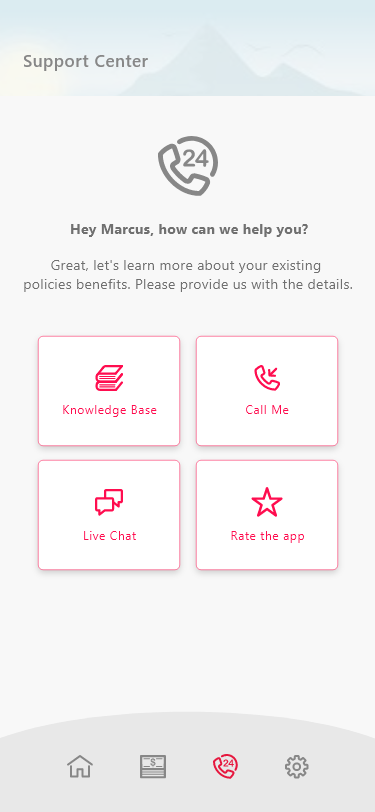 Support Center
24
Hey Marcus, how can we help you?
Great, let's learn more about your existing
policies benefits. Please provide us with the details.
Knowledge Base
Call Me
Live Chat
Rate the app
$
24